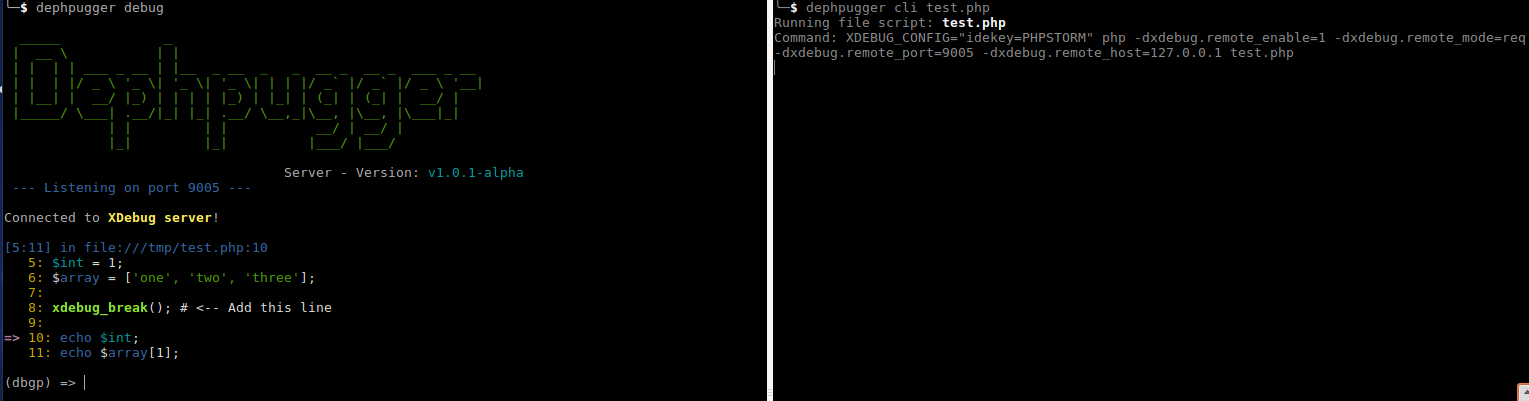 ╰─$ dephpugger debug
Dephpugger
Server - Version: v1.0.1-alpha
--- Listening on port 9005 ---
Connected to XDebug server!
[5:11] in file:///tmp/test.php:10
5: $int = 1;
6: $array = ['one', 'two', 'three'];
7:
8: xdebug_break(); # <-- Add this line
9:
=> 10: echo $int;
11: echo $array[1];
(dbgp) =>
╰─$ dephpugger cli test.php
Running file script: test.php
Command: XDEBUG_CONFIG="idekey=PHPSTORM" php -dxdebug.remote_enable=1 -dxdebug.remote_mode=req
-dxdebug.remote_port=9005 -dxdebug.remote_host=127.0.0.1 test.php